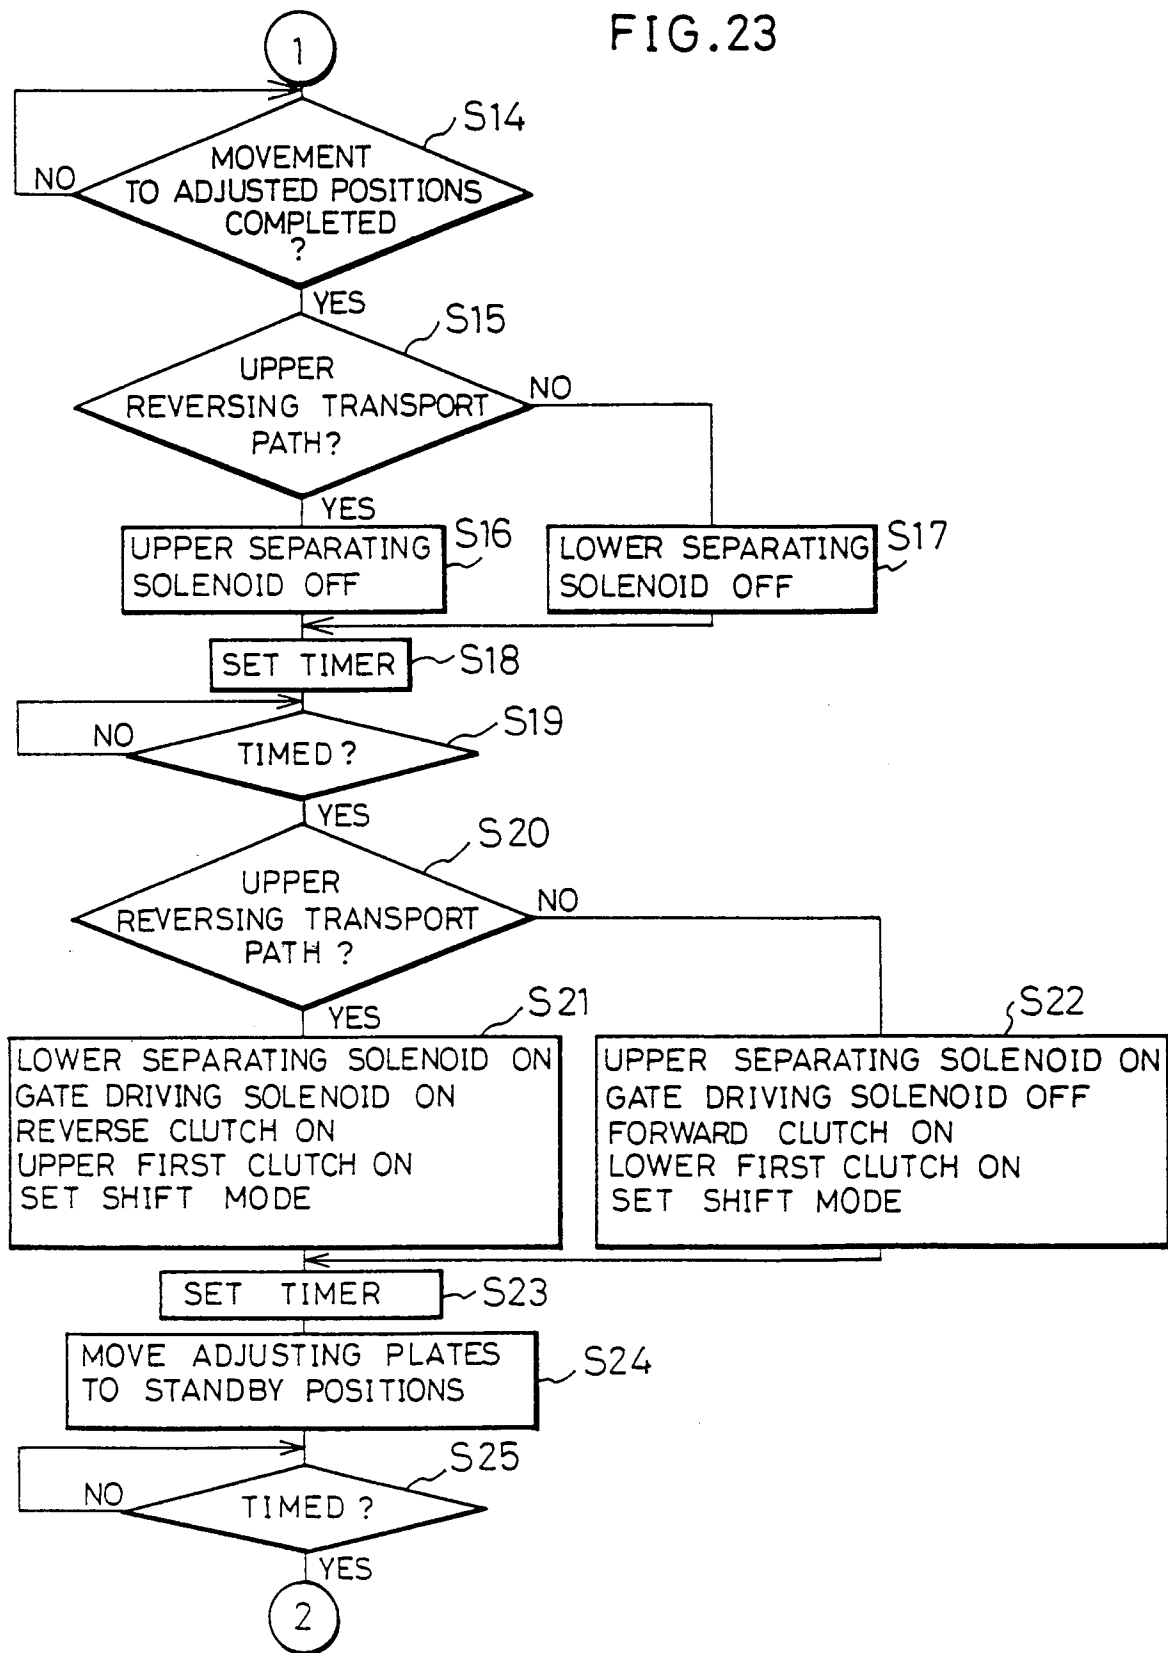 FIG.23
1
S14
MOVEMENT
TO ADJUSTED POSITIONS
COMPLETED
?
NO
YES
S15
UPPER
REVERSING TRANSPORT
PATH?
NO
YES
S16
UPPER SEPARATING
SOLENOID OFF
S17
LOWER SEPARATING
SOLENOID OFF
SET TIMER
S18
S19
NO
TIMED?
YES
S20
UPPER
REVERSING TRANSPORT
PATH?
NO
YES
S21
LOWER SEPARATING SOLENOID ON
GATE DRIVING SOLENOID ON
REVERSE CLUTCH ON
UPPER FIRST CLUTCH ON
SET SHIFT MODE
S22
UPPER SEPARATING SOLENOID ON
GATE DRIVING SOLENOID OFF
FORWARD CLUTCH ON
LOWER FIRST CLUTCH ON
SET SHIFT MODE
SET TIMER
S23
MOVE ADJUSTING PLATES
TO STANDBY POSITIONS
S24
S25
NO
TIMED?
YES
2